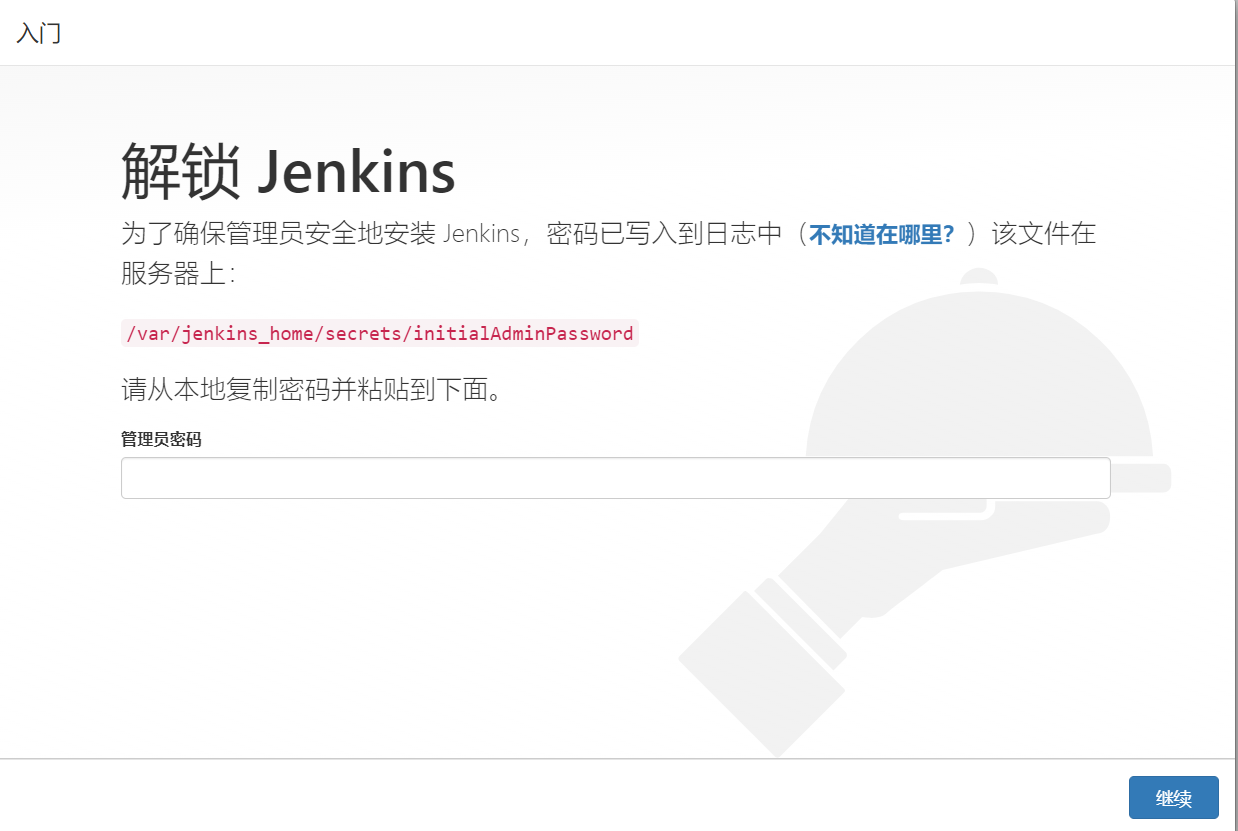 入门
解锁 Jenkins
为了确保管理员安全地安装 Jenkins，密码已写入到日志中（不知道在哪里？）该文件在
服务器上：
/var/jenkins_home/secrets/initialAdminPassword
请从本地复制密码并粘贴到下面。
管理员密码
继续